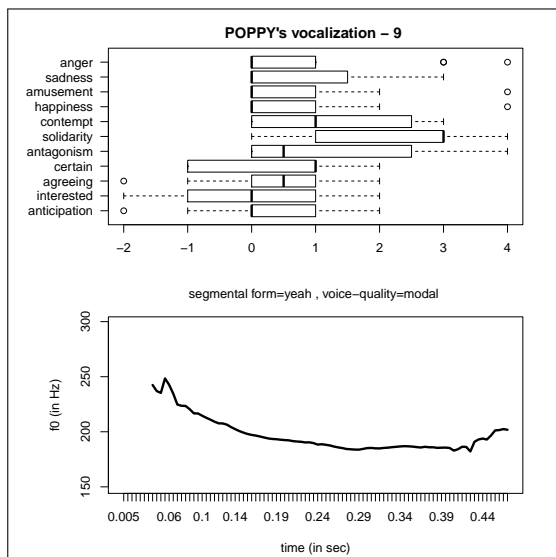 POPPY's vocalization – 9
anger
sadness
amusement
happiness
contempt
solidarity
antagonism
certain
agreeing
interested
anticipation
−2 −1 0 1 2 3 4
segmental form=yeah , voice−quality=modal
f0 (in Hz)
300
250
200
150
0.005 0.06 0.1 0.14 0.19 0.24 0.29 0.34 0.39 0.44
time (in sec)